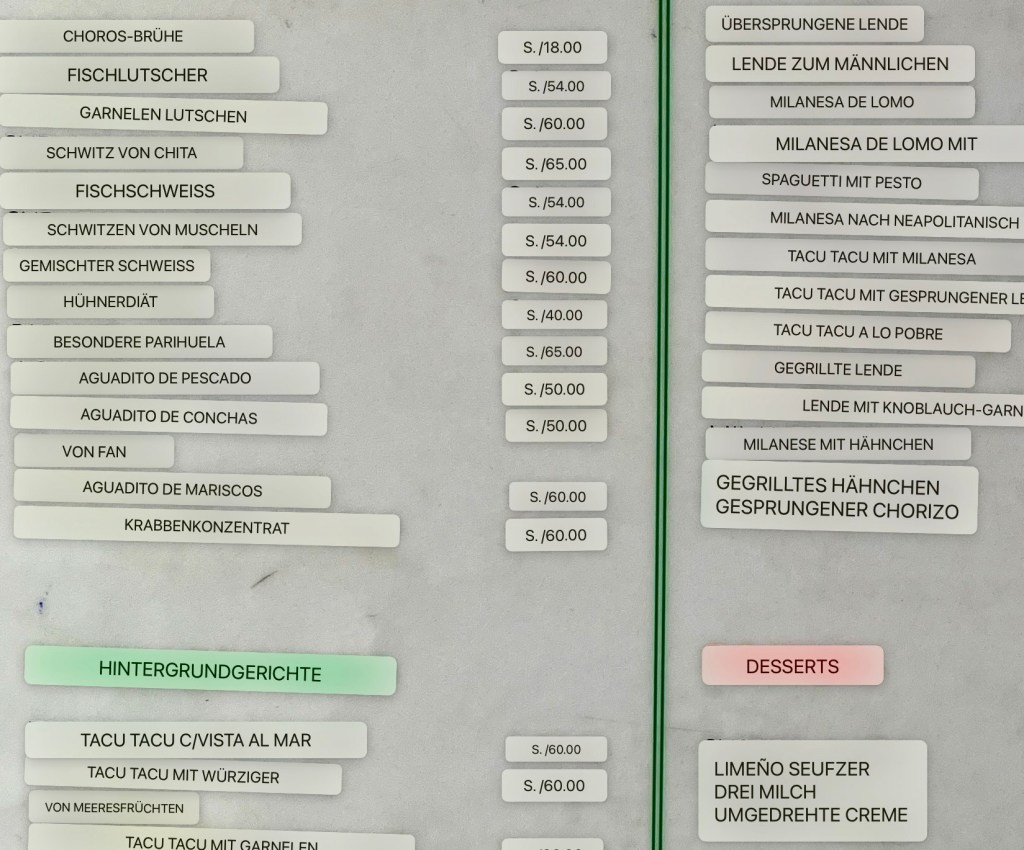 CHOROS-BRÜHE S. /18.00
FISCHLUTSCHER S. /54.00
GARNELEN LUTSCHEN S. /60.00
SCHWITZ VON CHITA S. /65.00
FISCHSCHWEISS S. /54.00
SCHWITZEN VON MUSCHELN S. /54.00
GEMISCHTER SCHWEISS S. /60.00
HÜHNERDIÄT S. /40.00
BESONDERE PARIHUELA S. /65.00
AGUADITO DE PESCADO S. /50.00
AGUADITO DE CONCHAS S. /50.00
VON FAN
AGUADITO DE MARISCOS S. /60.00
KRABBENKONZENTRAT S. /60.00
HINTERGRUNDGERICHTE
TACU TACU C/VISTA AL MAR S. /60.00
TACU TACU MIT WÜRZIGER S. /60.00
VON MEERESFRÜCHTEN
TACU TACU MIT GARNELEN
ÜBERSPRUNGENE LENDE
LENDE ZUM MÄNNLICHEN
MILANESA DE LOMO
MILANESA DE LOMO MIT
SPAGUETTI MIT PESTO
MILANESA NACH NEAPOLITANISCH
TACU TACU MIT MILANESA
TACU TACU MIT GESPRUNGENER LE
TACU TACU A LO POBRE
GEGRILLTE LENDE
LENDE MIT KNOBLAUCH-GARN
MILANESE MIT HÄHNCHEN
GEGRILLTES HÄHNCHEN
GESPRUNGENER CHORIZO
DESSERTS
LIMEÑO SEUFZER
DREI MILCH
UMGEDREHTE CREME